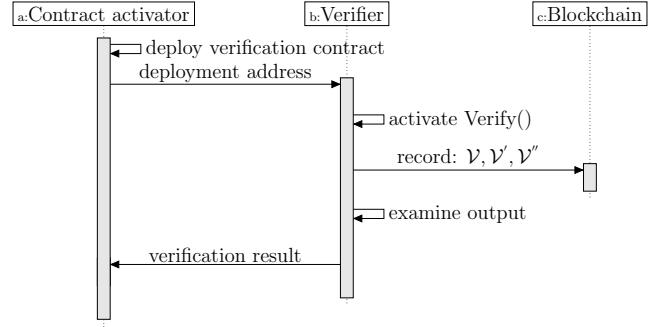 a:Contract activator
b:Verifier
c:Blockchain
deploy verification contract
deployment address
activate Verify()
record: 𝒱, 𝒱′, 𝒱″
examine output
verification result